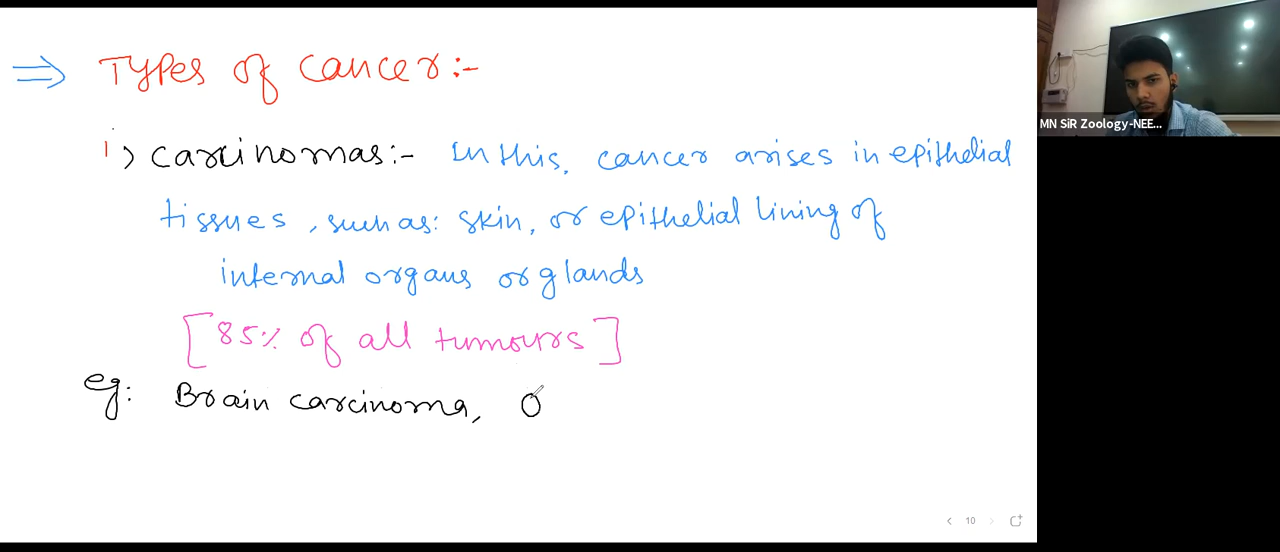 ⇒ Types of cancer:-
i) carcinomas:- In this, cancer arises in epithelial
tissues, such as: skin, or epithelial lining of
internal organs or glands
[85% of all tumours]
eg: Brain carcinoma, O
MN SiR Zoology-NEE...
10